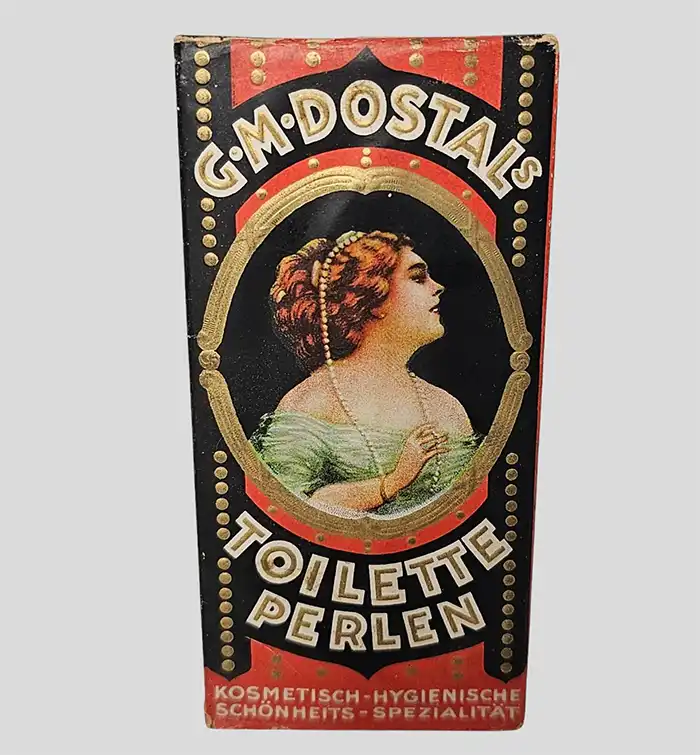 G·M·DOSTALs
TOILETTE
PERLEN
KOSMETISCH-HYGIENISCHE
SCHÖNHEITS-SPEZIALITÄT